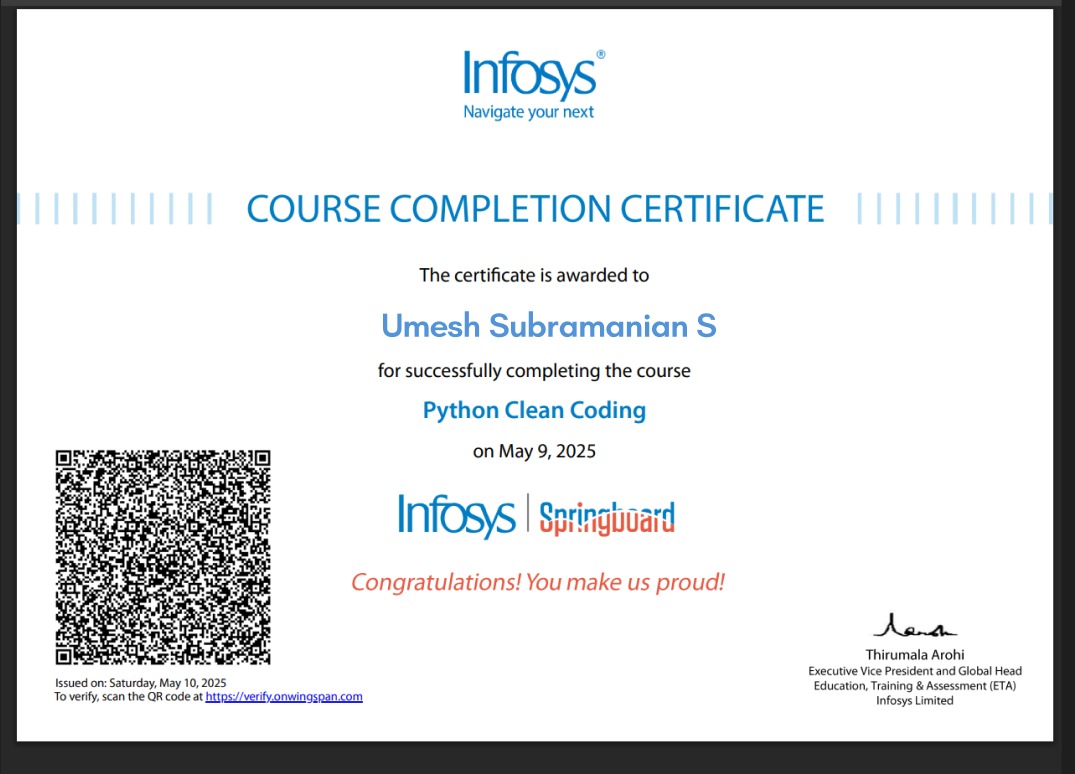 Infosys®
Navigate your next
COURSE COMPLETION CERTIFICATE
The certificate is awarded to
Umesh Subramanian S
for successfully completing the course
Python Clean Coding
on May 9, 2025
Infosys | Springboard
Congratulations! You make us proud!
Issued on: Saturday, May 10, 2025
To verify, scan the QR code at https://verify.onwingspan.com
Thirumala Arohi
Executive Vice President and Global Head
Education, Training & Assessment (ETA)
Infosys Limited